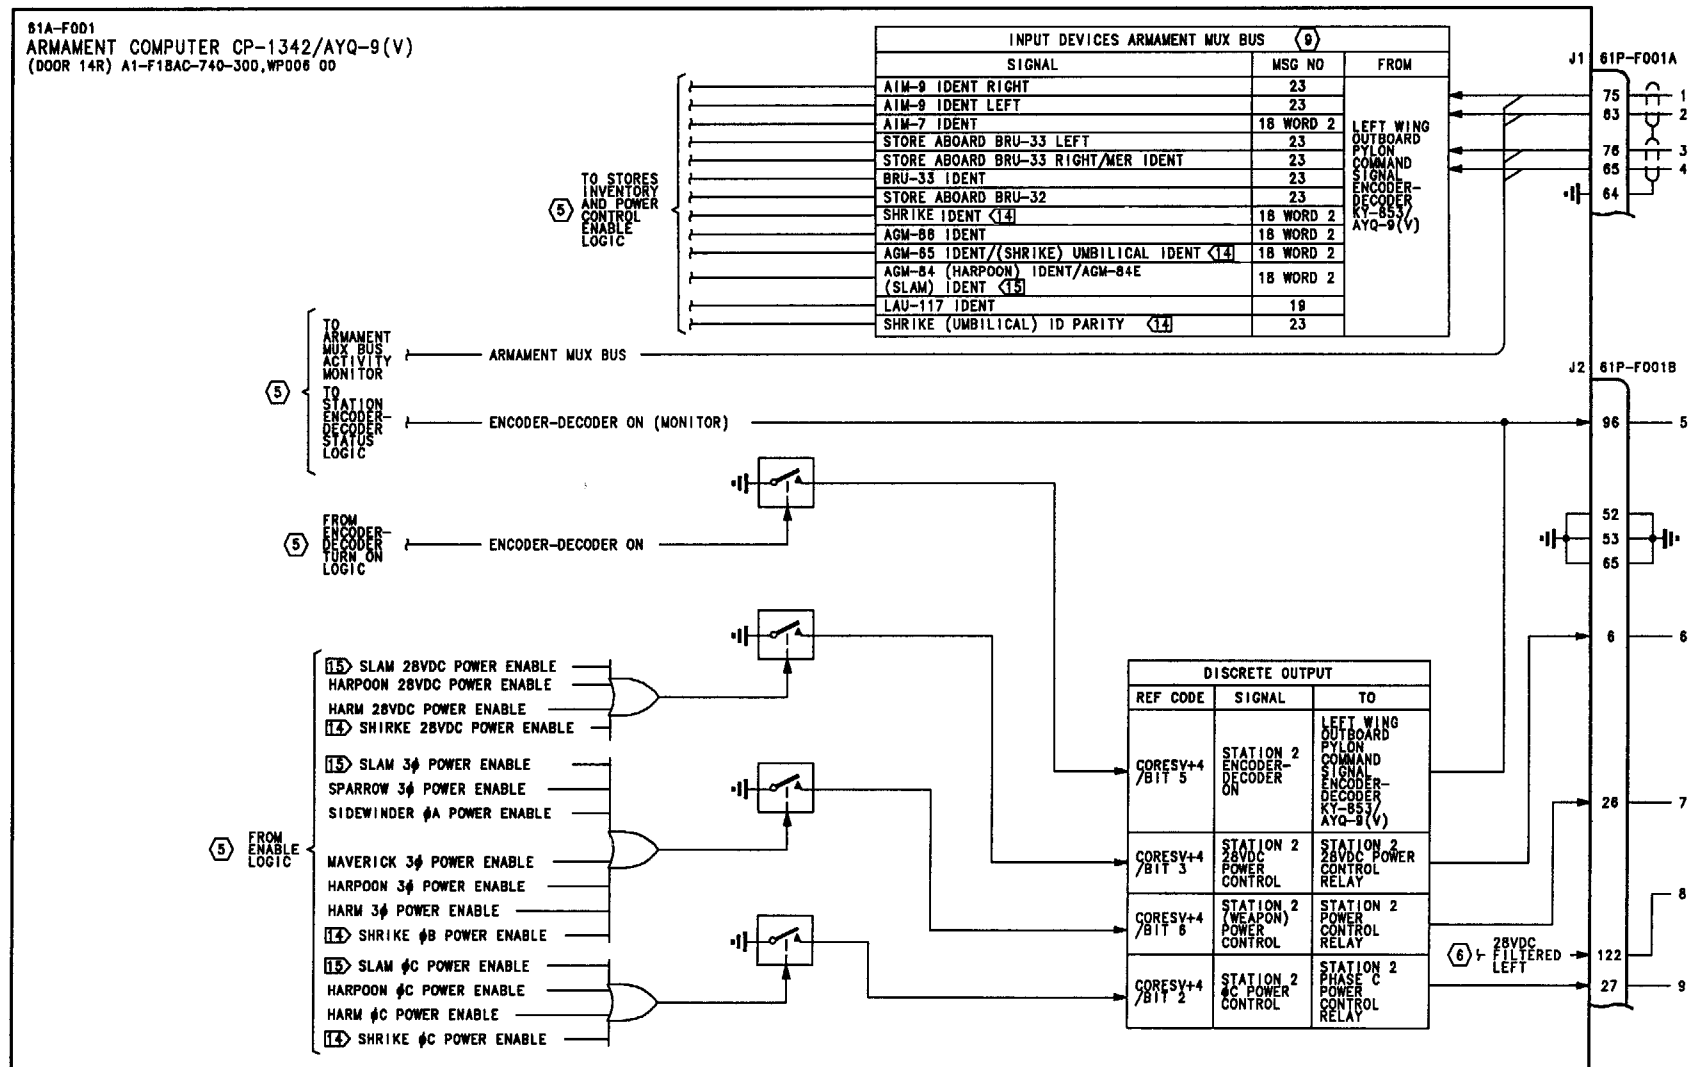 61A-F001
ARMAMENT COMPUTER CP-1342/AYQ-9(V)
(DOOR 14R) A1-F18AC-740-300,WP006 00
INPUT DEVICES ARMAMENT MUX BUS 9
SIGNAL MSG NO FROM
AIM-9 IDENT RIGHT 23
AIM-9 IDENT LEFT 23
AIM-7 IDENT 18 WORD 2
STORE ABOARD BRU-33 LEFT 23
STORE ABOARD BRU-33 RIGHT/MER IDENT 23
BRU-33 IDENT 23
STORE ABOARD BRU-32 23
SHRIKE IDENT 14 18 WORD 2
AGM-88 IDENT 18 WORD 2
AGM-65 IDENT/(SHRIKE) UMBILICAL IDENT 14 18 WORD 2
AGM-84 (HARPOON) IDENT/AGM-84E
(SLAM) IDENT 15 18 WORD 2
LAU-117 IDENT 19
SHRIKE (UMBILICAL) ID PARITY 14 23
LEFT WING
OUTBOARD
PYLON
COMMAND
SIGNAL
ENCODER-
DECODER
KY-853/
AYQ-9(V)
5
TO STORES
INVENTORY
AND POWER
CONTROL
ENABLE
LOGIC
J1 61P-F001A
75 1
83 2
76 3
65 4
64
5
TO
ARMAMENT
MUX BUS
ACTIVITY
MONITOR
ARMAMENT MUX BUS
TO
STATION
ENCODER-
DECODER
STATUS
LOGIC
ENCODER-DECODER ON (MONITOR)
J2 61P-F001B
96 5
52
53
65
6 6
26 7
8
122
27 9
5
FROM
ENCODER-
DECODER
TURN ON
LOGIC
ENCODER-DECODER ON
5
FROM
ENABLE
LOGIC
15 SLAM 28VDC POWER ENABLE
HARPOON 28VDC POWER ENABLE
HARM 28VDC POWER ENABLE
14 SHIRKE 28VDC POWER ENABLE
15 SLAM 3ϕ POWER ENABLE
SPARROW 3ϕ POWER ENABLE
SIDEWINDER ϕA POWER ENABLE
MAVERICK 3ϕ POWER ENABLE
HARPOON 3ϕ POWER ENABLE
HARM 3ϕ POWER ENABLE
14 SHRIKE ϕB POWER ENABLE
15 SLAM ϕC POWER ENABLE
HARPOON ϕC POWER ENABLE
HARM ϕC POWER ENABLE
14 SHRIKE ϕC POWER ENABLE
DISCRETE OUTPUT
REF CODE SIGNAL TO
CORESV+4
/BIT 5
STATION 2
ENCODER-
DECODER
ON
LEFT WING
OUTBOARD
PYLON
COMMAND
SIGNAL
ENCODER-
DECODER
KY-853/
AYQ-9(V)
CORESV+4
/BIT 3
STATION 2
28VDC
POWER
CONTROL
STATION 2
28VDC POWER
CONTROL
RELAY
CORESV+4
/BIT 6
STATION 2
(WEAPON)
POWER
CONTROL
STATION 2
POWER
CONTROL
RELAY
CORESV+4
/BIT 2
STATION 2
ϕC POWER
CONTROL
STATION 2
PHASE C
POWER
CONTROL
RELAY
6
28VDC
FILTERED
LEFT